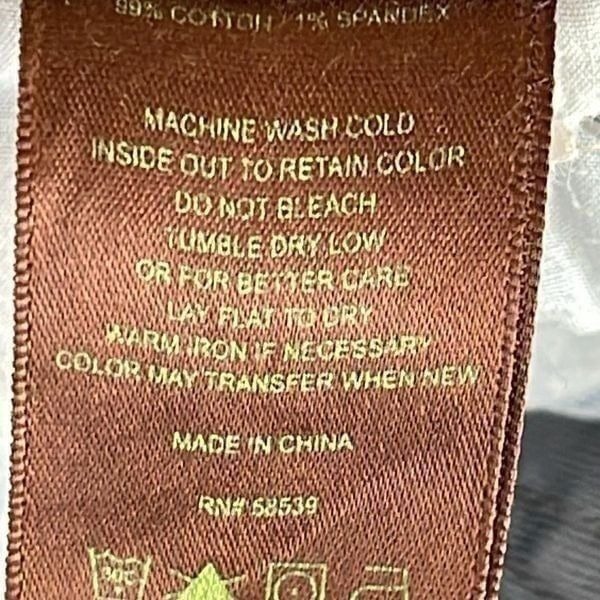 99% COTTON / 1% SPANDEX
MACHINE WASH COLD
INSIDE OUT TO RETAIN COLOR
DO NOT BLEACH
TUMBLE DRY LOW
OR FOR BETTER CARE
LAY FLAT TO DRY
WARM IRON IF NECESSARY
COLOR MAY TRANSFER WHEN NEW
MADE IN CHINA
RN# 68539
30C